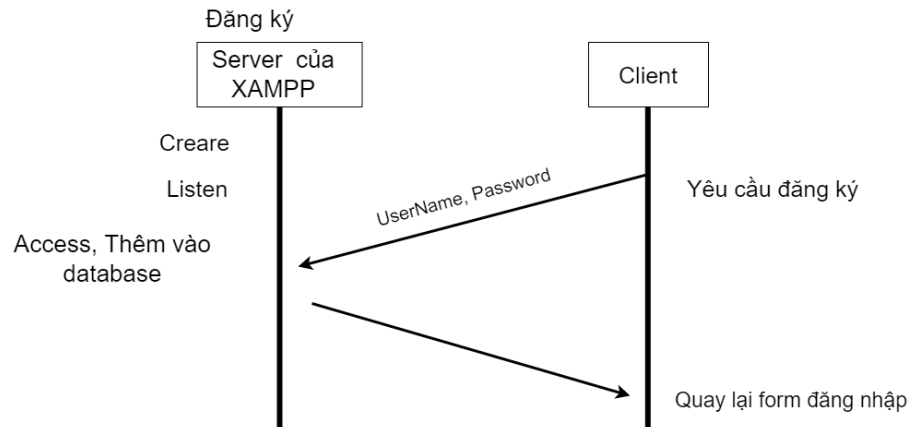 Đăng ký
Server của
XAMPP
Client
Creare
Listen
UserName, Password
Yêu cầu đăng ký
Access, Thêm vào
database
Quay lại form đăng nhập